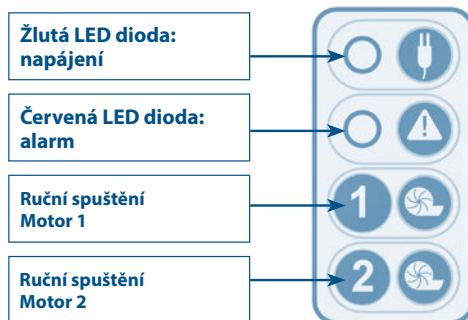 Žlutá LED dioda:
napájení
Červená LED dioda:
alarm
Ruční spuštění
Motor 1
1
Ruční spuštění
Motor 2
2